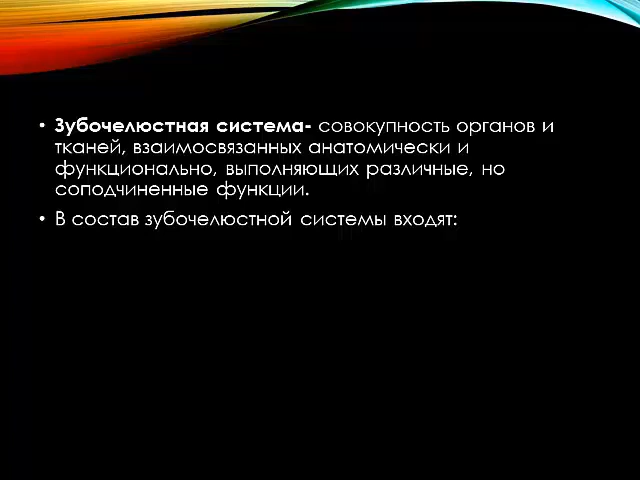 • Зубочелюстная система- совокупность органов и
тканей, взаимосвязанных анатомически и
функционально, выполняющих различные, но
соподчиненные функции.
• В состав зубочелюстной системы входят: